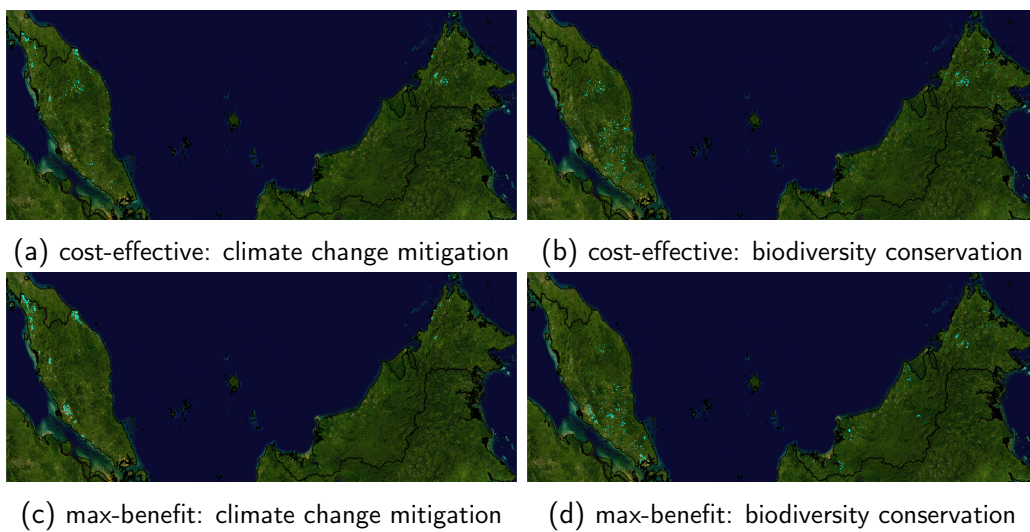 (a) cost-effective: climate change mitigation
(b) cost-effective: biodiversity conservation
(c) max-benefit: climate change mitigation
(d) max-benefit: biodiversity conservation